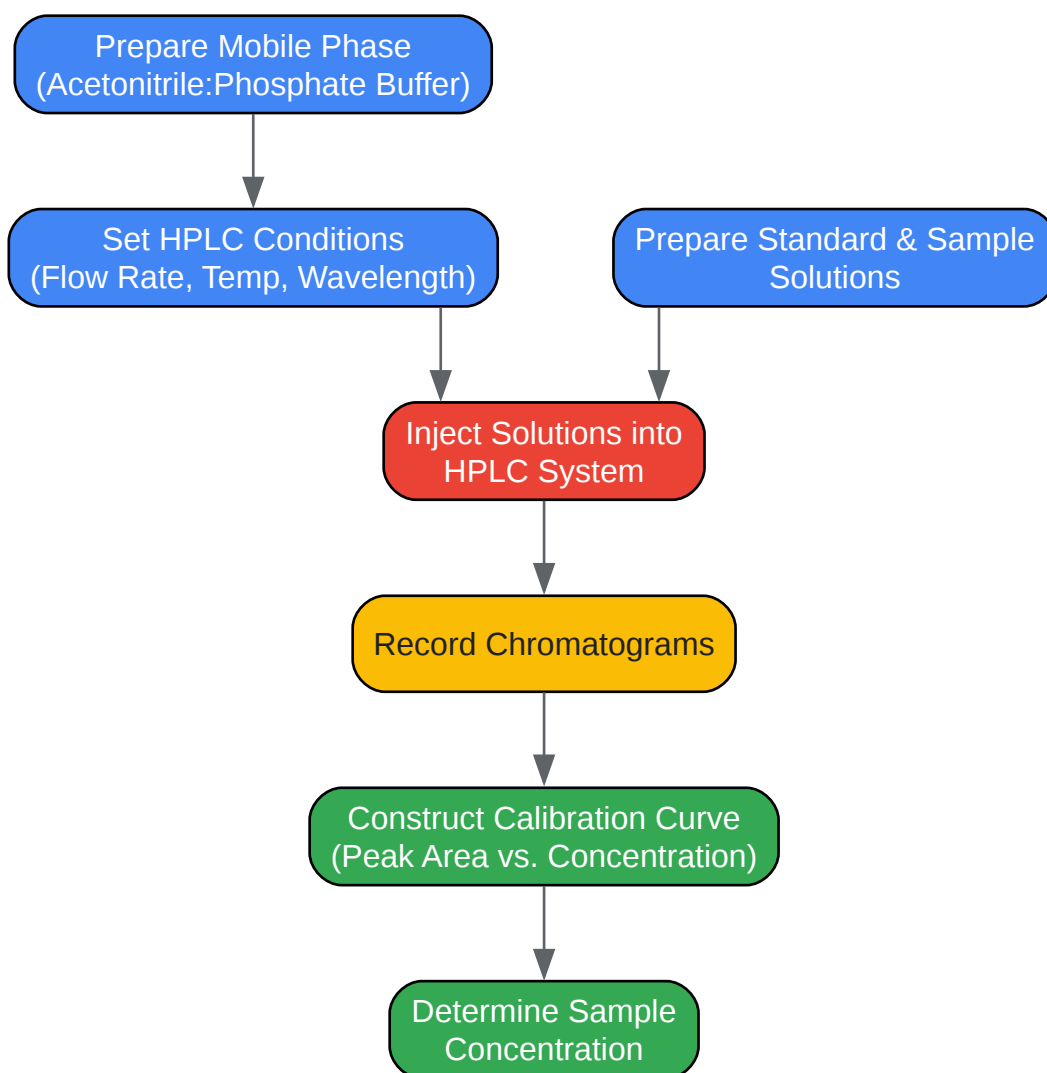 Prepare Mobile Phase
(Acetonitrile:Phosphate Buffer)
Set HPLC Conditions
(Flow Rate, Temp, Wavelength)
Prepare Standard & Sample
Solutions
Inject Solutions into
HPLC System
Record Chromatograms
Construct Calibration Curve
(Peak Area vs. Concentration)
Determine Sample
Concentration